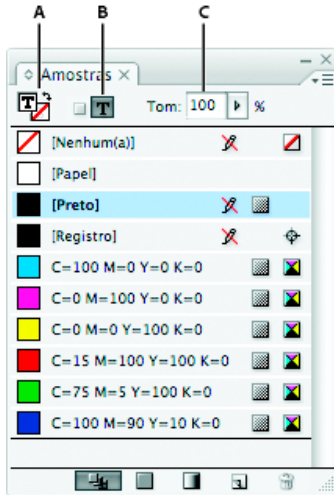 A B C
Amostras
T T Tom: 100 %
[Nenhum(a)]
[Papel]
[Preto]
[Registro]
C=100 M=0 Y=0 K=0
C=0 M=100 Y=0 K=0
C=0 M=0 Y=100 K=0
C=15 M=100 Y=100 K=0
C=75 M=5 Y=100 K=0
C=100 M=90 Y=10 K=0